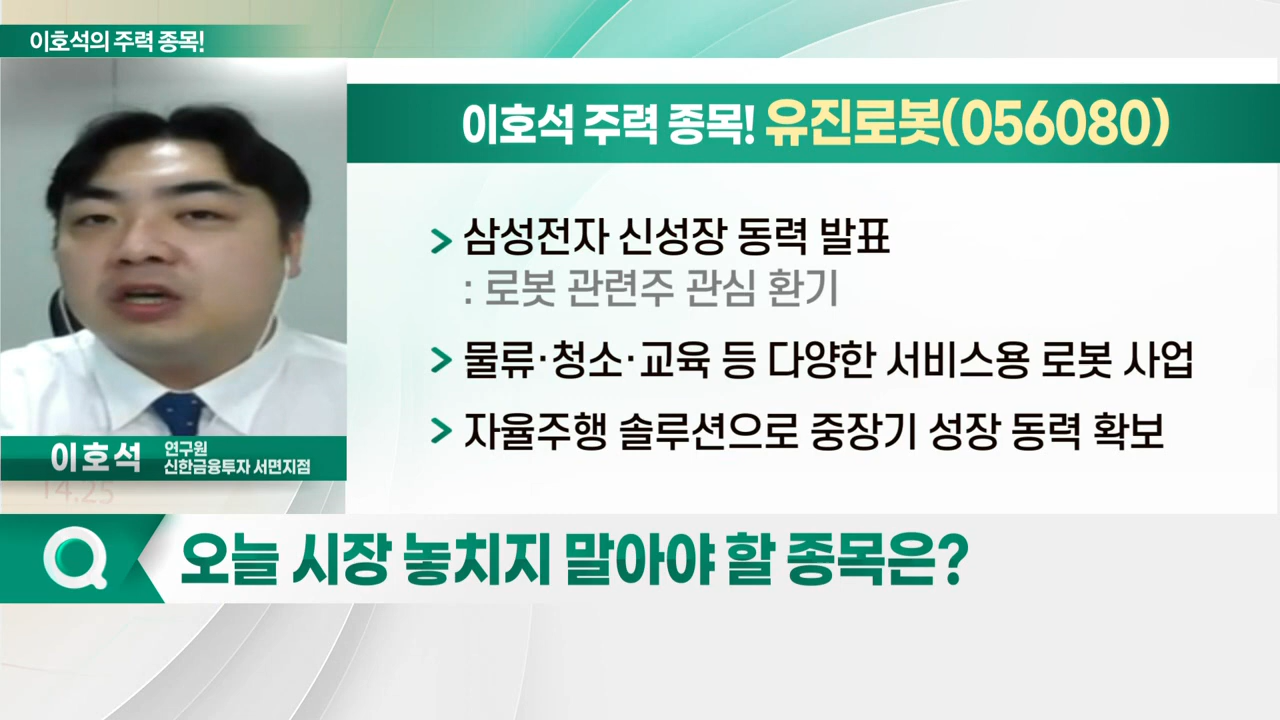 이호석의 주력 종목!
이호석 주력 종목! 유진로봇(056080)
> 삼성전자 신성장 동력 발표
: 로봇 관련주 관심 환기
> 물류·청소·교육 등 다양한 서비스용 로봇 사업
> 자율주행 솔루션으로 중장기 성장 동력 확보
이호석 연구원
신한금융투자 서면지점
14:25
Q 오늘 시장 놓치지 말아야 할 종목은?